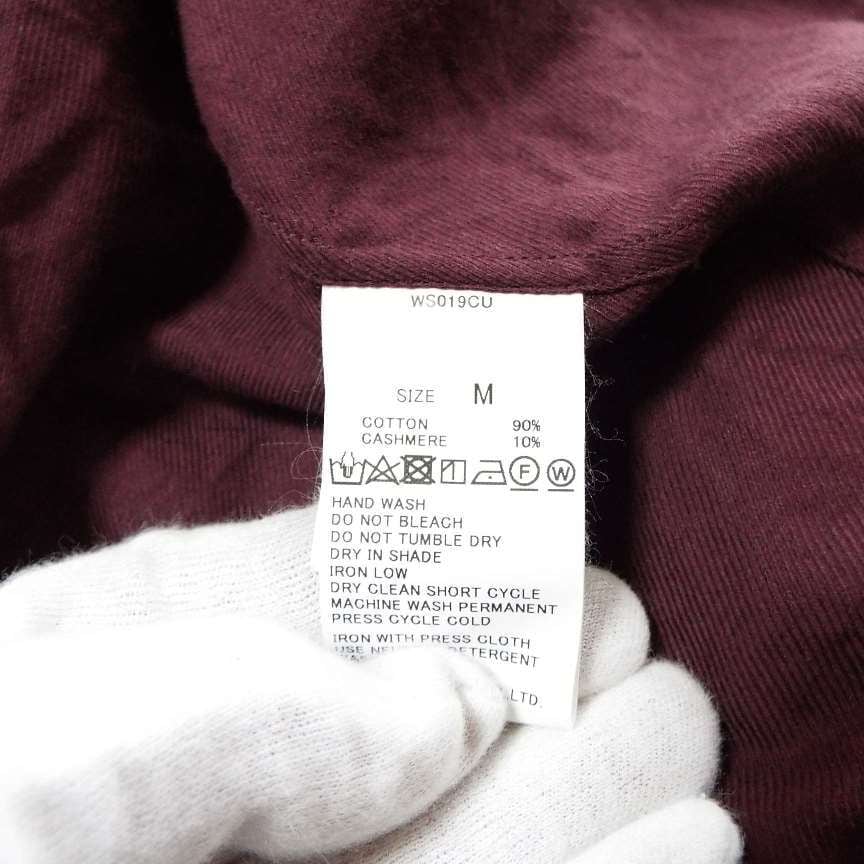 WS019CU
SIZE M
COTTON 90%
CASHMERE 10%
F W
HAND WASH
DO NOT BLEACH
DO NOT TUMBLE DRY
DRY IN SHADE
IRON LOW
DRY CLEAN SHORT CYCLE
MACHINE WASH PERMANENT
PRESS CYCLE COLD
IRON WITH PRESS CLOTH
USE DETERGENT
LTD.